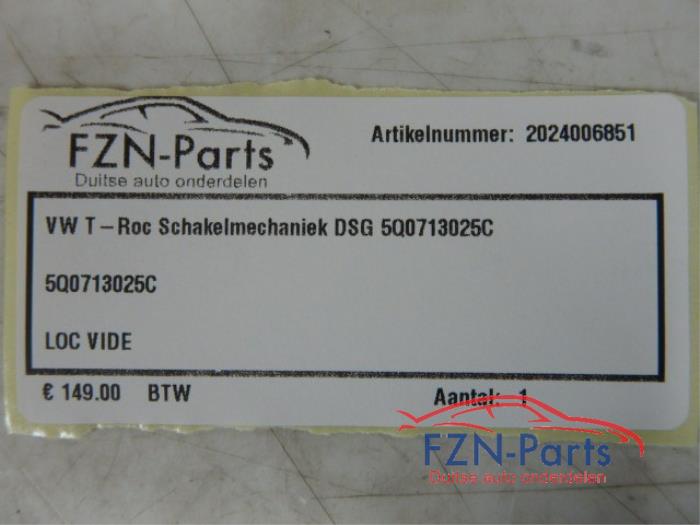 FZN-Parts
Duitse auto onderdelen
Artikelnummer: 2024006851
VW T-Roc Schakelmechaniek DSG 5Q0713025C
5Q0713025C
LOC VIDE
€ 149.00 BTW
Aantal: 1
FZN-Parts
Duitse auto onderdelen